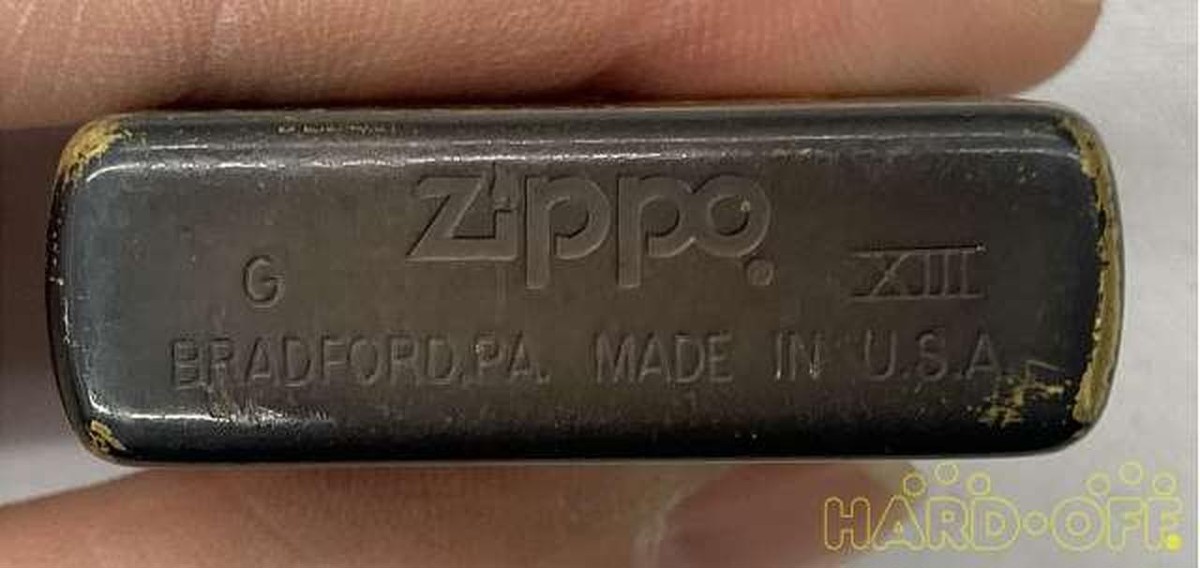 Zippo®
G XIII
BRADFORD,PA. MADE IN U.S.A.
HARD·OFF